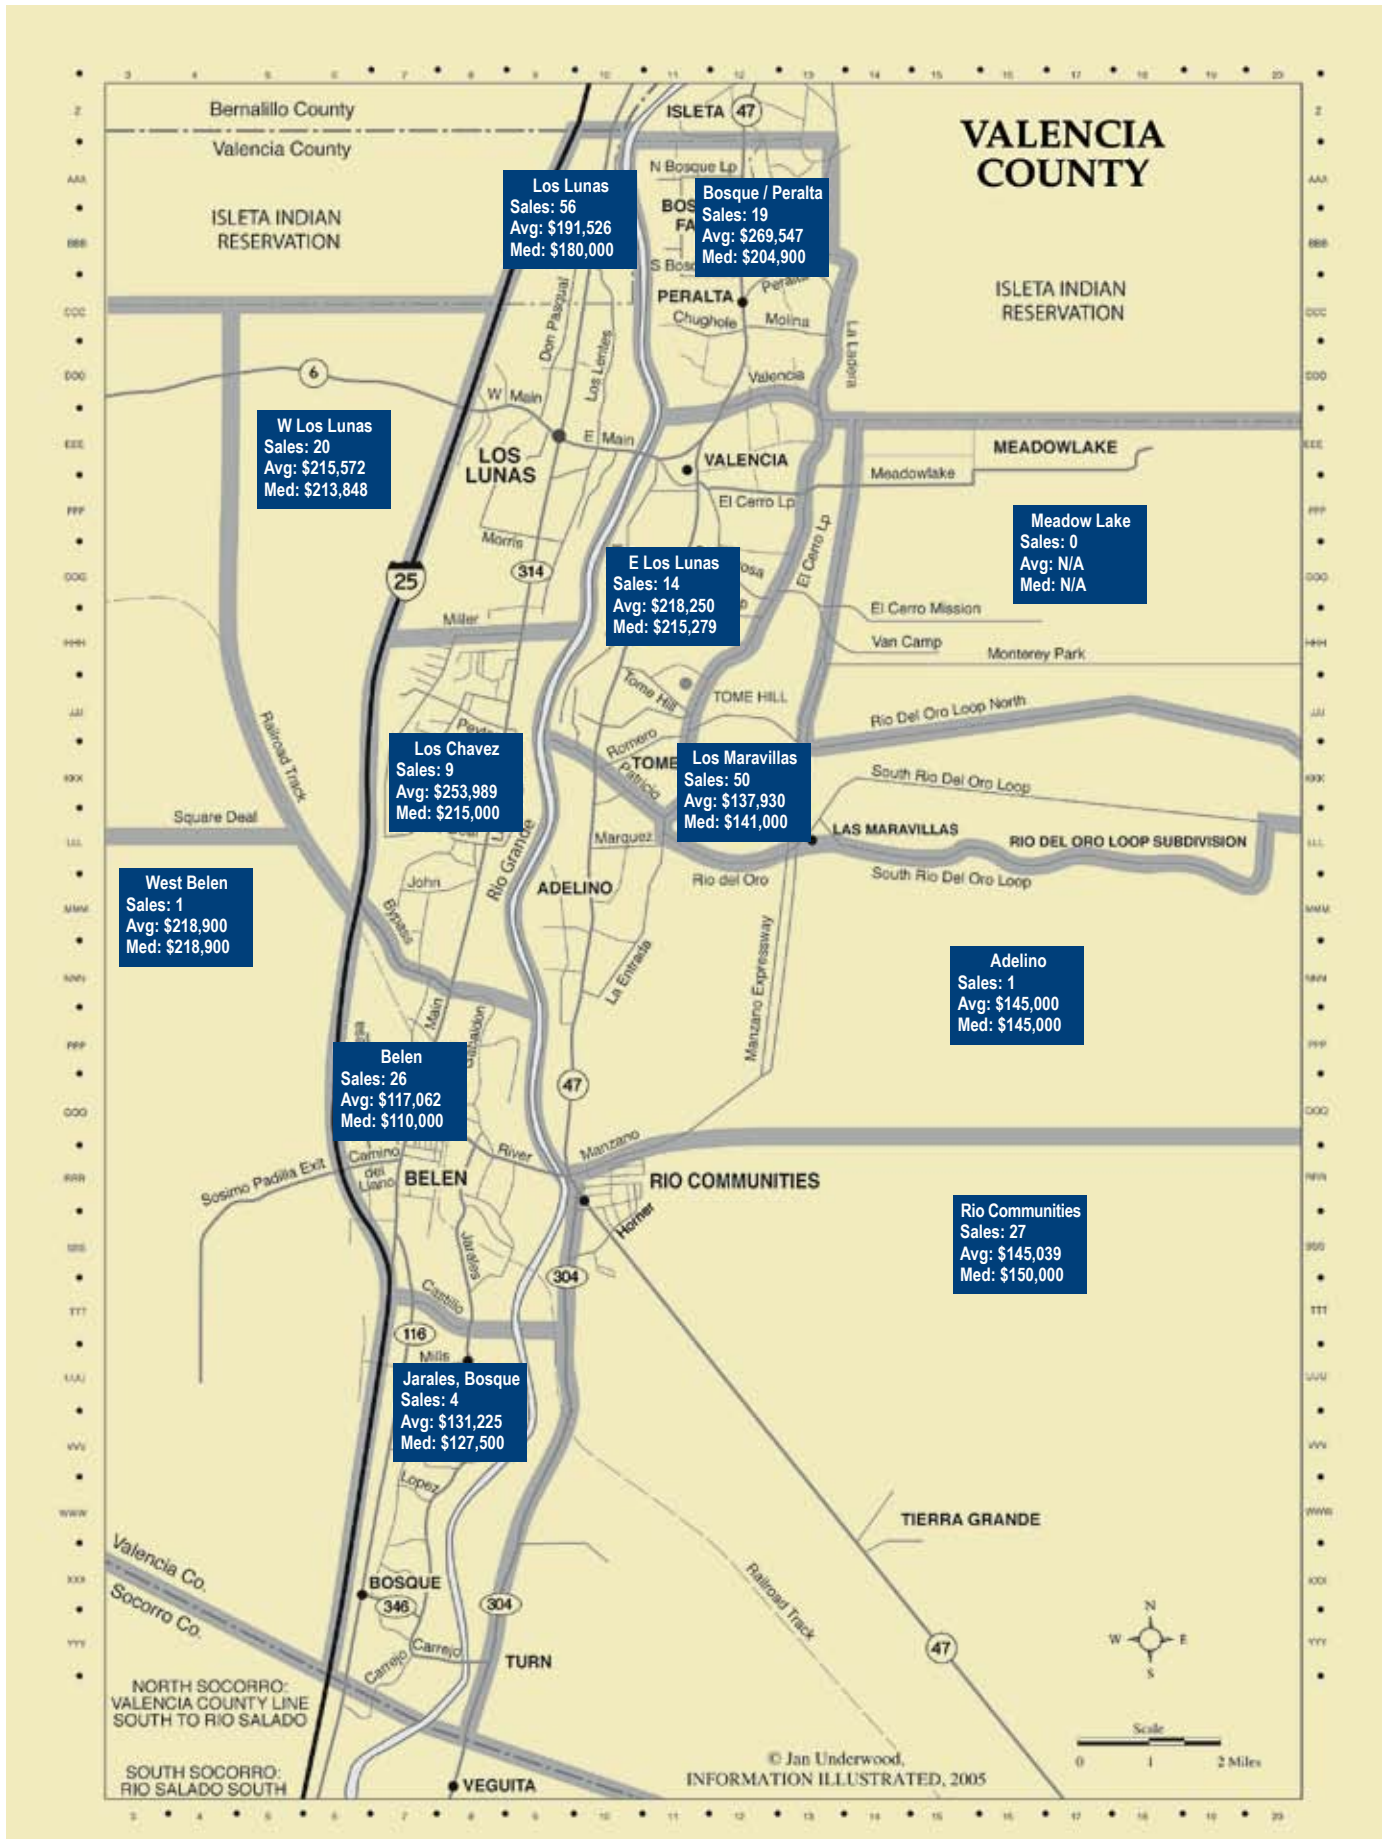 VALENCIA
COUNTY
Bernalillo County
Valencia County
ISLETA INDIAN
RESERVATION
ISLETA
47
N Bosque Lp
Los Lunas
Sales: 56
Avg: $191,526
Med: $180,000
BOS
FA
S Bosq
Bosque / Peralta
Sales: 19
Avg: $269,547
Med: $204,900
PERALTA
Peralta
Chughole
Molina
La Ladera
Valencia
ISLETA INDIAN
RESERVATION
Don Pasqual
Los Lentes
6
W Main
E Main
LOS
LUNAS
VALENCIA
W Los Lunas
Sales: 20
Avg: $215,572
Med: $213,848
MEADOWLAKE
Meadowlake
El Cerro Lp
El Cerro Lp
Meadow Lake
Sales: 0
Avg: N/A
Med: N/A
Morris
314
25
E Los Lunas
Sales: 14
Avg: $218,250
Med: $215,279
osa
El Cerro Mission
Van Camp
Monterey Park
Miller
Tome Hill
TOME HILL
Rio Del Oro Loop North
Railroad Track
Los Chavez
Sales: 9
Avg: $253,989
Med: $215,000
Romero
TOME
Patricio
Los Maravillas
Sales: 50
Avg: $137,930
Med: $141,000
South Rio Del Oro Loop
Square Deal
Rio Grande
Marquez
LAS MARAVILLAS
RIO DEL ORO LOOP SUBDIVISION
Rio del Oro
South Rio Del Oro Loop
West Belen
Sales: 1
Avg: $218,900
Med: $218,900
John
Bypass
ADELINO
La Entrada
Manzano Expressway
Adelino
Sales: 1
Avg: $145,000
Med: $145,000
Main
Belen
Sales: 26
Avg: $117,062
Med: $110,000
47
Sosimo Padilla Exit
Camino
del
Llano
BELEN
River
Manzano
RIO COMMUNITIES
Horner
Rio Communities
Sales: 27
Avg: $145,039
Med: $150,000
Jarales
304
Castillo
116
Mills
Jarales, Bosque
Sales: 4
Avg: $131,225
Med: $127,500
Lopez
TIERRA GRANDE
Valencia Co.
Socorro Co.
BOSQUE
346
304
Railroad Track
Carrejo
Carrejo
TURN
47
N
W
E
S
NORTH SOCORRO:
VALENCIA COUNTY LINE
SOUTH TO RIO SALADO
SOUTH SOCORRO:
RIO SALADO SOUTH
VEGUITA
© Jan Underwood,
INFORMATION ILLUSTRATED, 2005
Scale
0 1 2 Miles